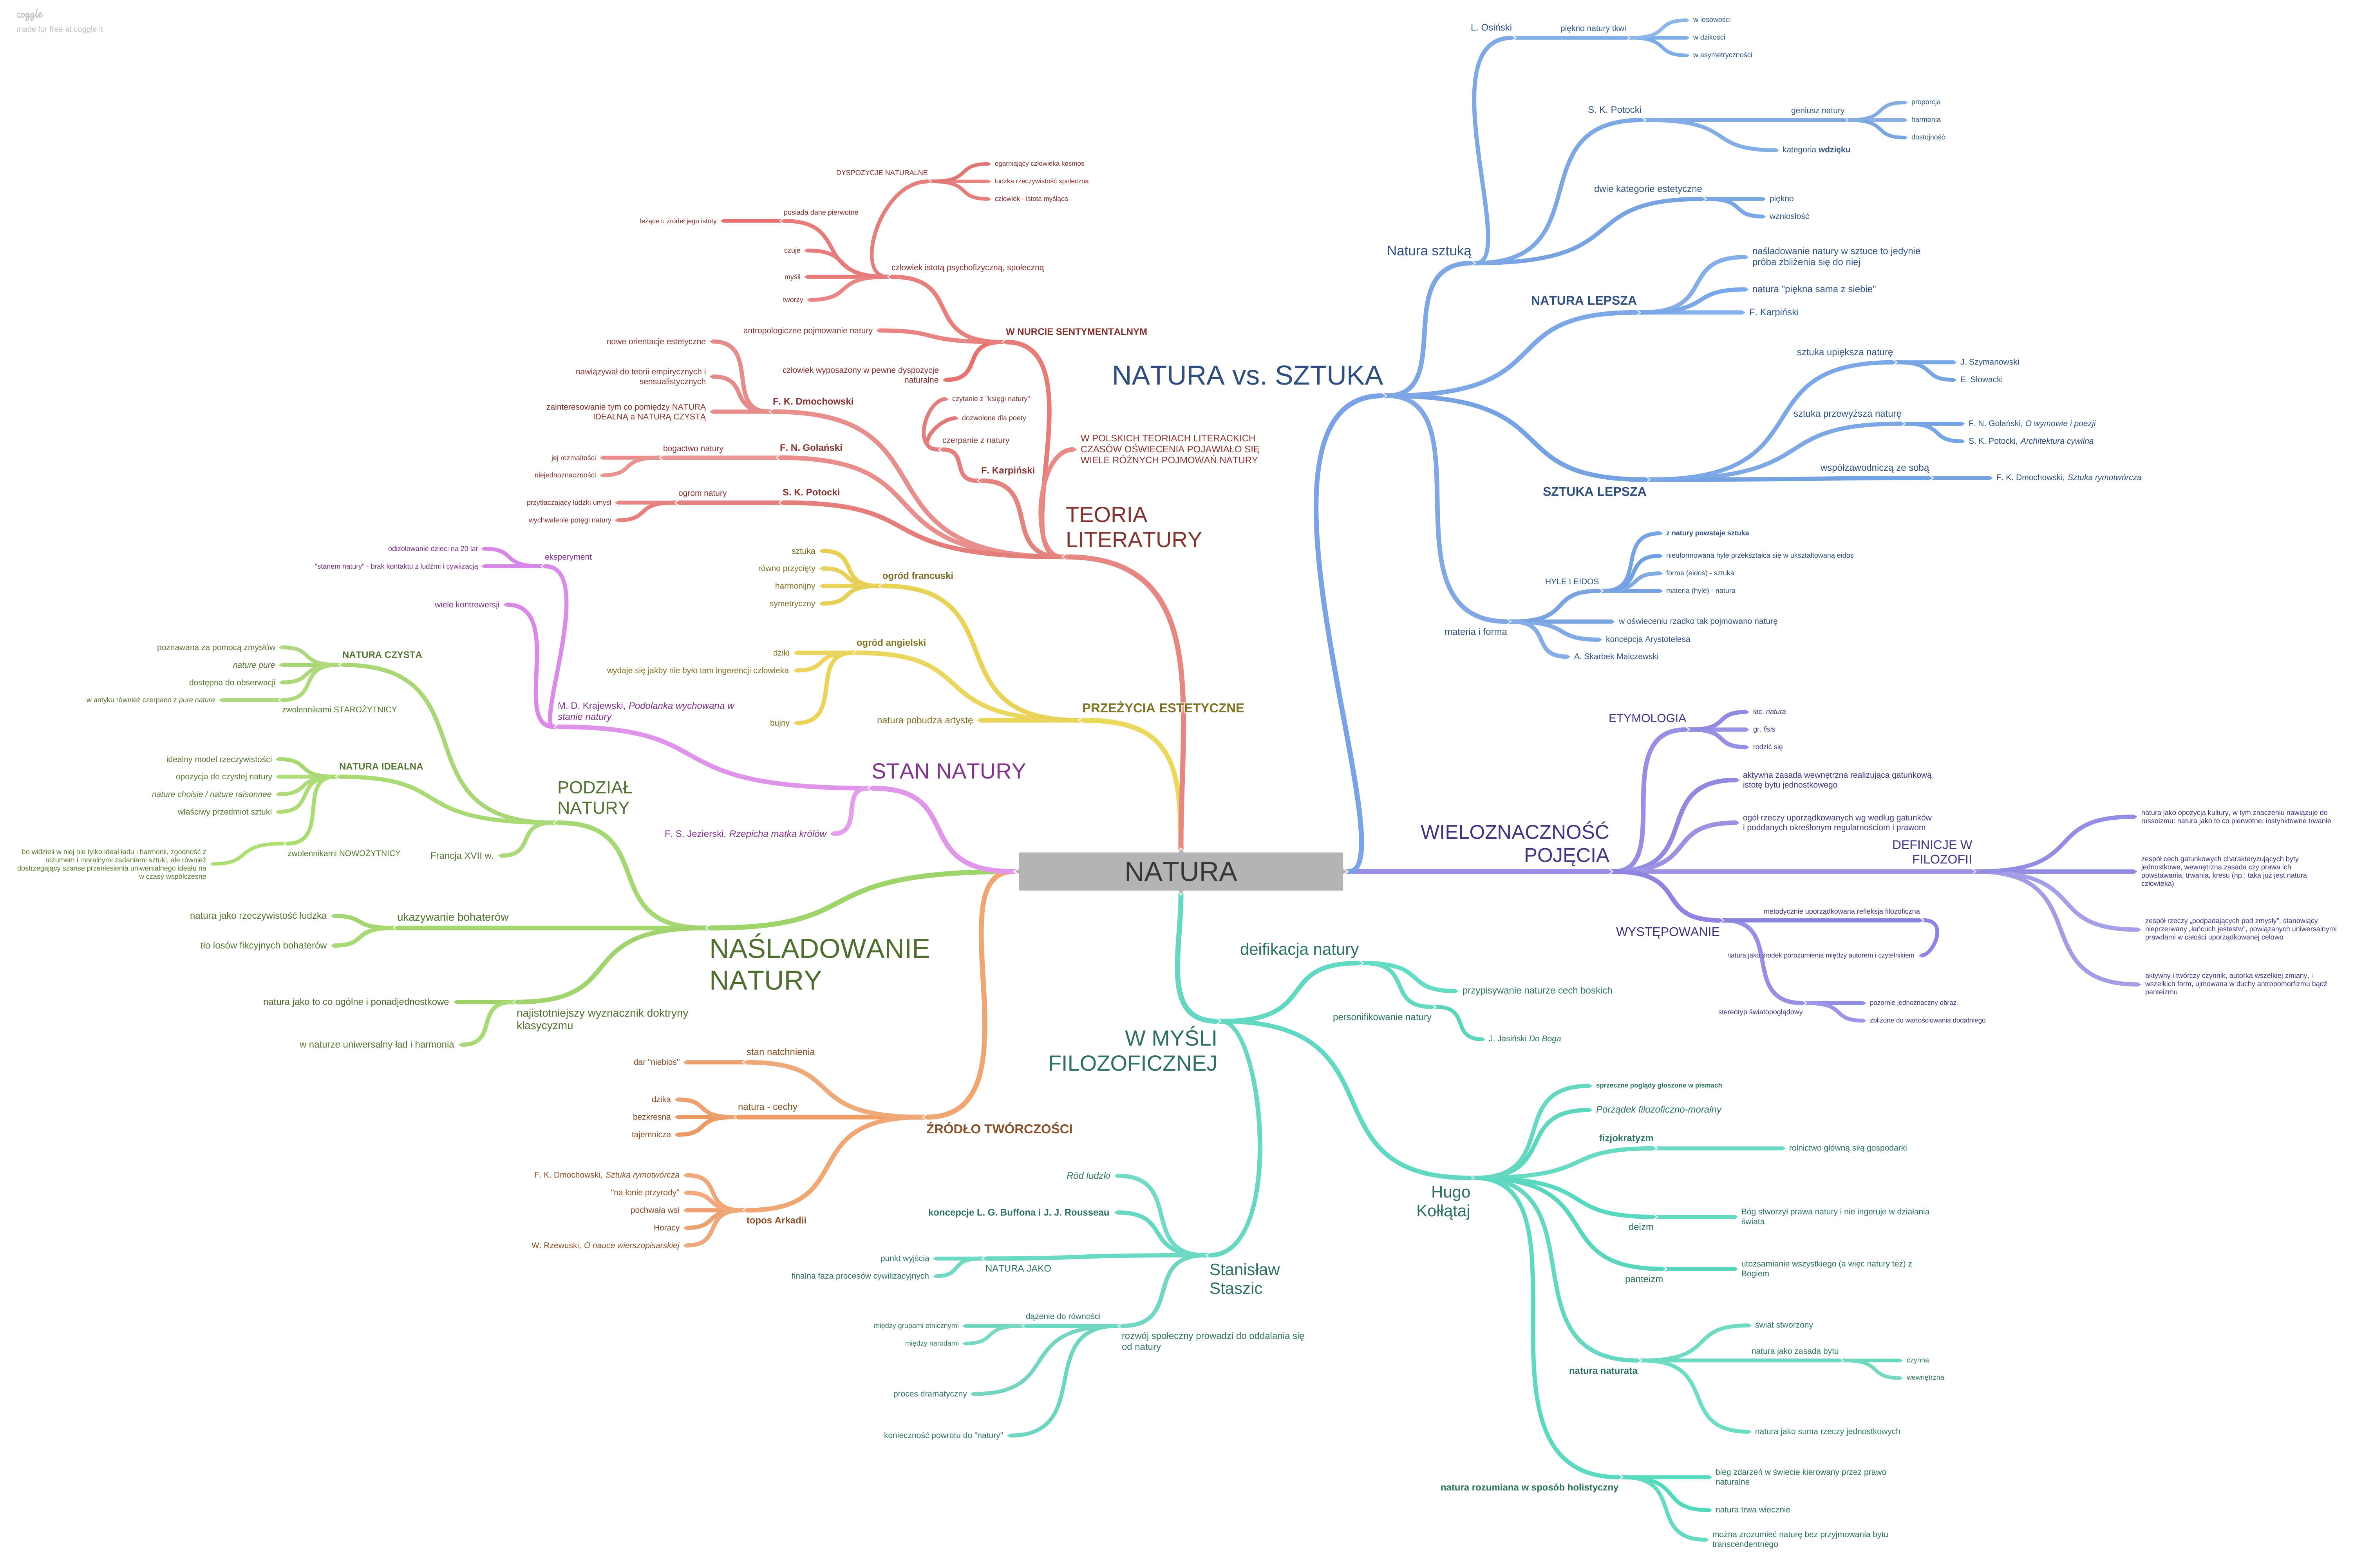 coggle
made for free at coggle.it
NATURA
NATURA vs. SZTUKA
Natura sztuką
L. Osiński
piękno natury tkwi
w losowości
w dzikości
w asymetryczności
S. K. Potocki
geniusz natury
proporcja
harmonia
dostojność
kategoria wdzięku
dwie kategorie estetyczne
piękno
wzniosłość
NATURA LEPSZA
naśladowanie natury w sztuce to jedynie
próba zbliżenia się do niej
natura "piękna sama z siebie"
F. Karpiński
SZTUKA LEPSZA
sztuka upiększa naturę
J. Szymanowski
E. Słowacki
sztuka przewyższa naturę
F. N. Golański, O wymowie i poezji
S. K. Potocki, Architektura cywilna
współzawodniczą ze sobą
F. K. Dmochowski, Sztuka rymotwórcza
materia i forma
HYLE I EIDOS
z natury powstaje sztuka
nieuformowana hyle przekształca się w ukształtowaną eidos
forma (eidos) - sztuka
materia (hyle) - natura
w oświeceniu rzadko tak pojmowano naturę
koncepcja Arystotelesa
A. Skarbek Malczewski
WIELOZNACZNOŚĆ
POJĘCIA
ETYMOLOGIA
łac. natura
gr. fisis
rodzić się
aktywna zasada wewnętrzna realizująca gatunkową
istotę bytu jednostkowego
ogół rzeczy uporządkowanych wg według gatunków
i poddanych określonym regularnościom i prawom
DEFINICJE W
FILOZOFII
natura jako opozycja kultury, w tym znaczeniu nawiązuje do
russoizmu: natura jako to co pierwotne, instynktowne trwanie
zespół cech gatunkowych charakteryzujących byty
jednostkowe, wewnętrzna zasada czy prawa ich
powstawania, trwania, kresu (np.: taka już jest natura
człowieka)
zespół rzeczy „podpadających pod zmysły", stanowiący
nieprzerwany „łańcuch jestestw", powiązanych uniwersalnymi
prawdami w całości uporządkowanej celowo
aktywny i twórczy czynnik, autorka wszelkiej zmiany, i
wszelkich form, ujmowana w duchy antropomorfizmu bądź
panteizmu
WYSTĘPOWANIE
metodycznie uporządkowana refleksja filozoficzna
natura jako środek porozumienia między autorem i czytelnikiem
stereotyp światopoglądowy
pozornie jednoznaczny obraz
zbliżone do wartościowania dodatniego
W MYŚLI
FILOZOFICZNEJ
deifikacja natury
przypisywanie naturze cech boskich
personifikowanie natury
J. Jasiński Do Boga
Hugo
Kołłątaj
sprzeczne poglądy głoszone w pismach
Porządek filozoficzno-moralny
fizjokratyzm
rolnictwo główną siłą gospodarki
deizm
Bóg stworzył prawa natury i nie ingeruje w działania
świata
panteizm
utożsamianie wszystkiego (a więc natury też) z
Bogiem
natura naturata
świat stworzony
natura jako zasada bytu
czynna
wewnętrzna
natura jako suma rzeczy jednostkowych
natura rozumiana w sposób holistyczny
bieg zdarzeń w świecie kierowany przez prawo
naturalne
natura trwa wiecznie
można zrozumieć naturę bez przyjmowania bytu
transcendentnego
Stanisław
Staszic
Ród ludzki
koncepcje L. G. Buffona i J. J. Rousseau
NATURA JAKO
punkt wyjścia
finalna faza procesów cywilizacyjnych
rozwój społeczny prowadzi do oddalania się
od natury
dążenie do równości
między grupami etnicznymi
między narodami
proces dramatyczny
konieczność powrotu do "natury"
TEORIA
LITERATURY
W NURCIE SENTYMENTALNYM
człowiek istotą psychofizyczną, społeczną
DYSPOZYCJE NATURALNE
ogarniający człowieka kosmos
ludzka rzeczywistość społeczna
człowiek - istota myśląca
posiada dane pierwotne
leżące u źródeł jego istoty
czuje
myśli
tworzy
antropologiczne pojmowanie natury
człowiek wyposażony w pewne dyspozycje
naturalne
W POLSKICH TEORIACH LITERACKICH
CZASÓW OŚWIECENIA POJAWIAŁO SIĘ
WIELE RÓŻNYCH POJMOWAŃ NATURY
F. Karpiński
czerpanie z natury
czytanie z "księgi natury"
dozwolone dla poety
F. K. Dmochowski
nowe orientacje estetyczne
nawiązywał do teorii empirycznych i
sensualistycznych
zainteresowanie tym co pomiędzy NATURĄ
IDEALNĄ a NATURĄ CZYSTĄ
F. N. Golański
bogactwo natury
jej rozmaitości
niejednoznaczności
S. K. Potocki
ogrom natury
przytłaczający ludzki umysł
wychwalenie potęgi natury
PRZEŻYCIA ESTETYCZNE
ogród francuski
sztuka
równo przycięty
harmonijny
symetryczny
ogród angielski
dziki
wydaje się jakby nie było tam ingerencji człowieka
bujny
natura pobudza artystę
STAN NATURY
M. D. Krajewski, Podolanka wychowana w
stanie natury
eksperyment
odizolowanie dzieci na 20 lat
"stanem natury" - brak kontaktu z ludźmi i cywiizacją
wiele kontrowersji
F. S. Jezierski, Rzepicha matka królów
NAŚLADOWANIE
NATURY
PODZIAŁ
NATURY
NATURA CZYSTA
poznawana za pomocą zmysłów
nature pure
dostępna do obserwacji
zwolennikami STAROŻYTNICY
w antyku również czerpano z pure nature
NATURA IDEALNA
idealny model rzeczywistości
opozycja do czystej natury
nature choisie / nature raisonnee
właściwy przedmiot sztuki
zwolennikami NOWOŻYTNICY
bo widzieli w niej nie tylko ideał ładu i harmonii, zgodność z
rozumem i moralnymi zadaniami sztuki, ale również
dostrzegający szanse przeniesienia uniwersalnego ideału na
w czasy współczesne
Francja XVII w.
ukazywanie bohaterów
natura jako rzeczywistość ludzka
tło losów fikcyjnych bohaterów
najistotniejszy wyznacznik doktryny
klasycyzmu
natura jako to co ogólne i ponadjednostkowe
w naturze uniwersalny ład i harmonia
ŹRÓDŁO TWÓRCZOŚCI
stan natchnienia
dar "niebios"
natura - cechy
dzika
bezkresna
tajemnicza
topos Arkadii
F. K. Dmochowski, Sztuka rymotwórcza
"na łonie przyrody"
pochwała wsi
Horacy
W. Rzewuski, O nauce wierszopisarskiej